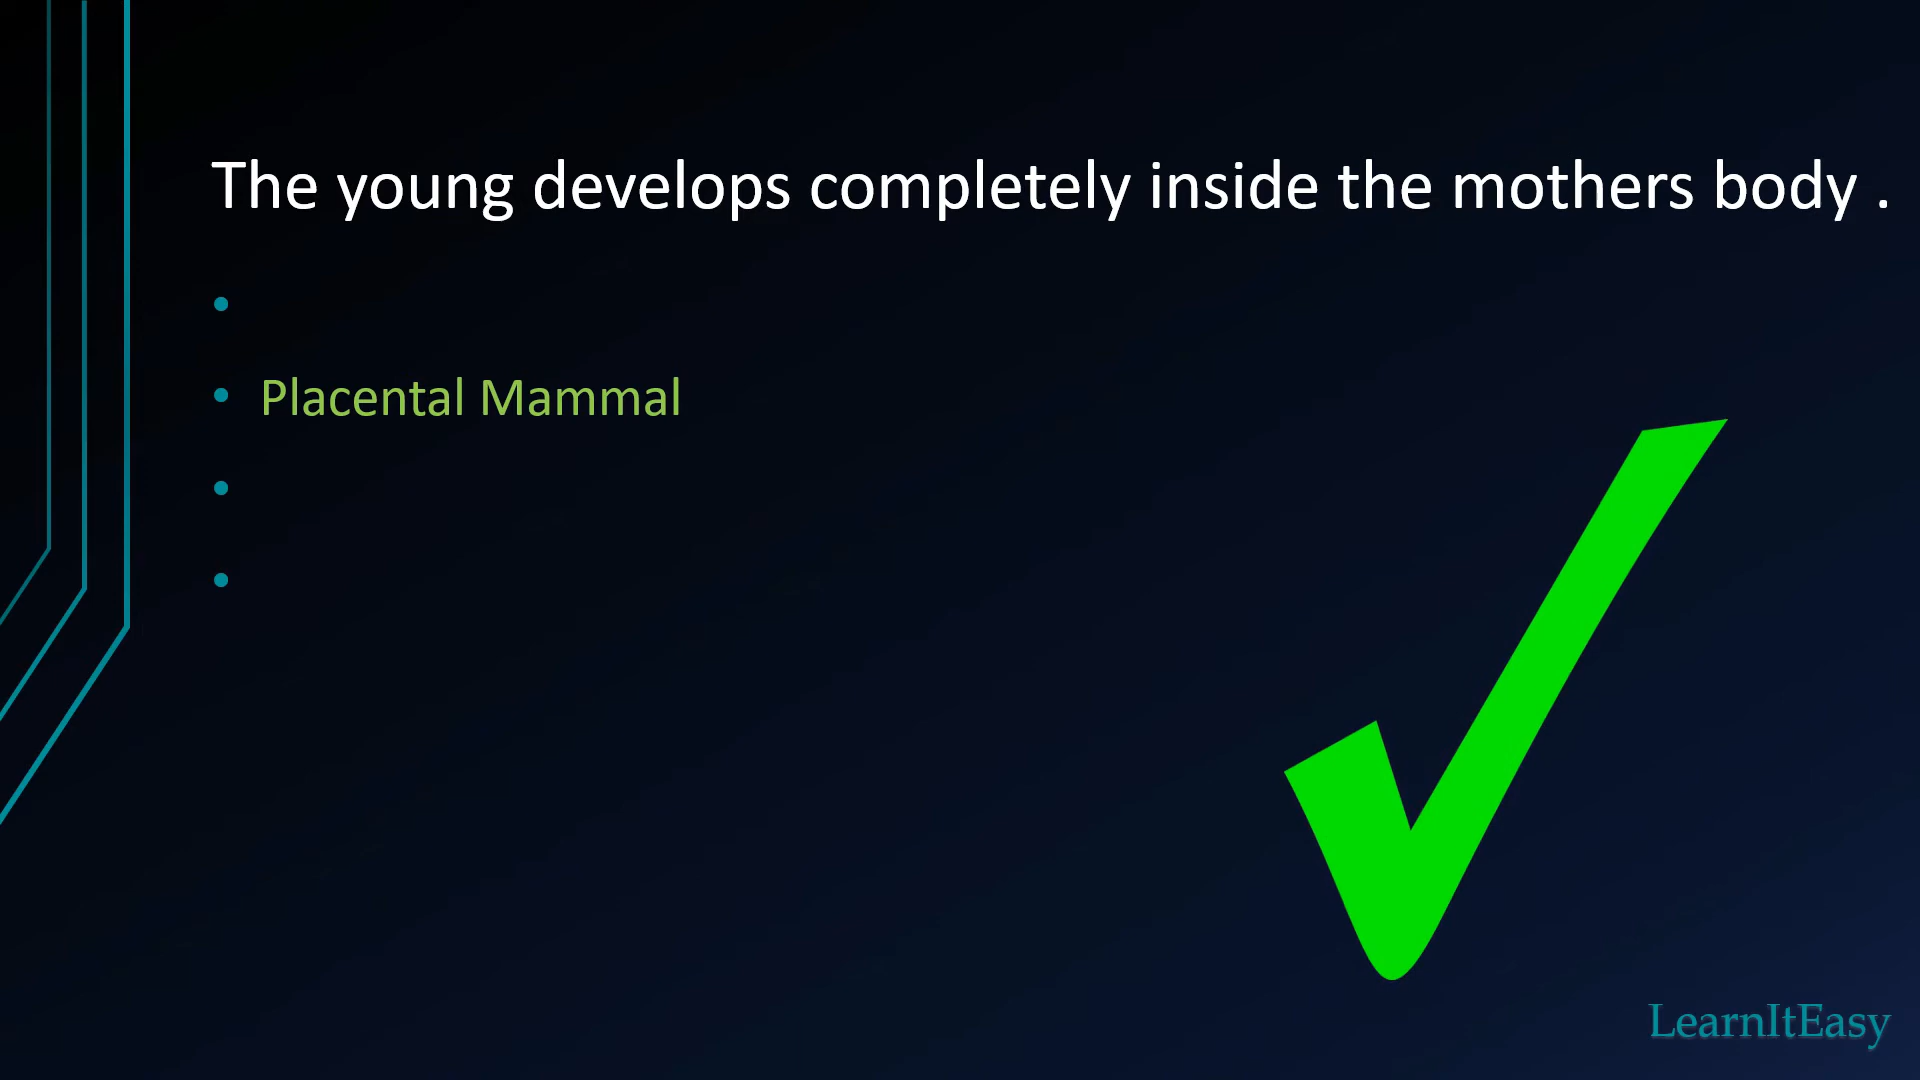 The young develops completely inside the mothers body .
•
• Placental Mammal
•
•
LearnItEasy